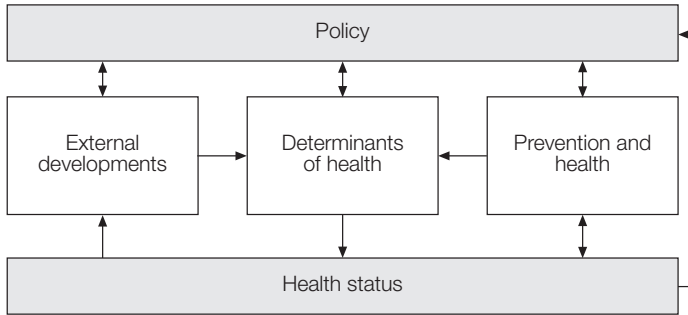 Policy
External
developments
Determinants
of health
Prevention and
health
Health status